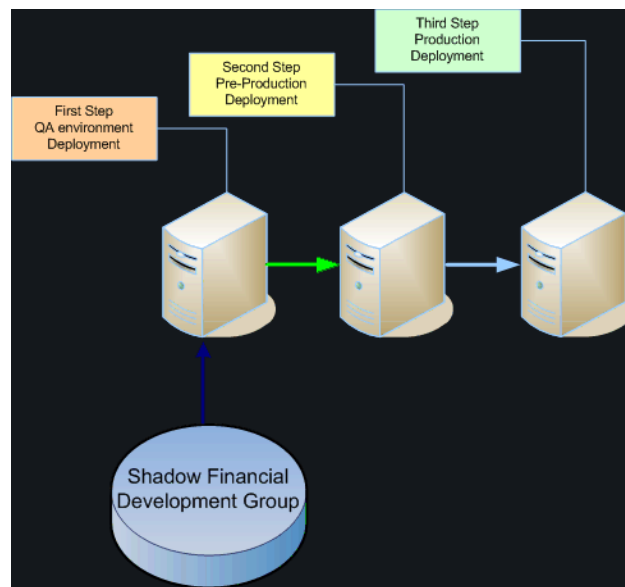 First Step
QA environment
Deployment
Second Step
Pre-Production
Deployment
Third Step
Production
Deployment
Shadow Financial
Development Group